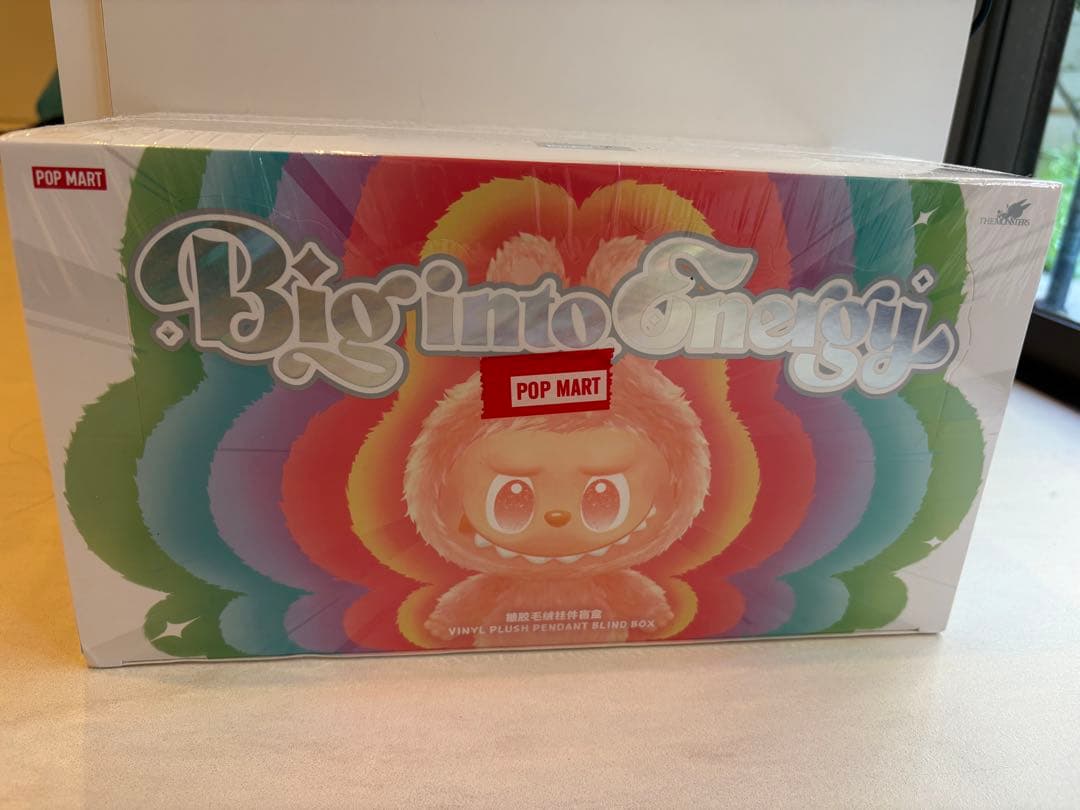 POP MART
THE MONSTERS
Big into Energy
POP MART
搪胶毛绒挂件盲盒
VINYL PLUSH PENDANT BLIND BOX